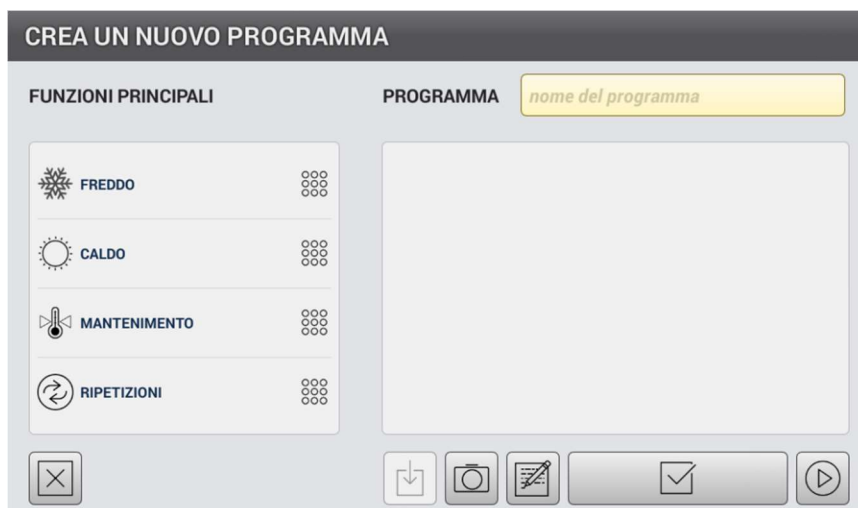 CREA UN NUOVO PROGRAMMA
FUNZIONI PRINCIPALI
PROGRAMMA
nome del programma
FREDDO
CALDO
MANTENIMENTO
RIPETIZIONI